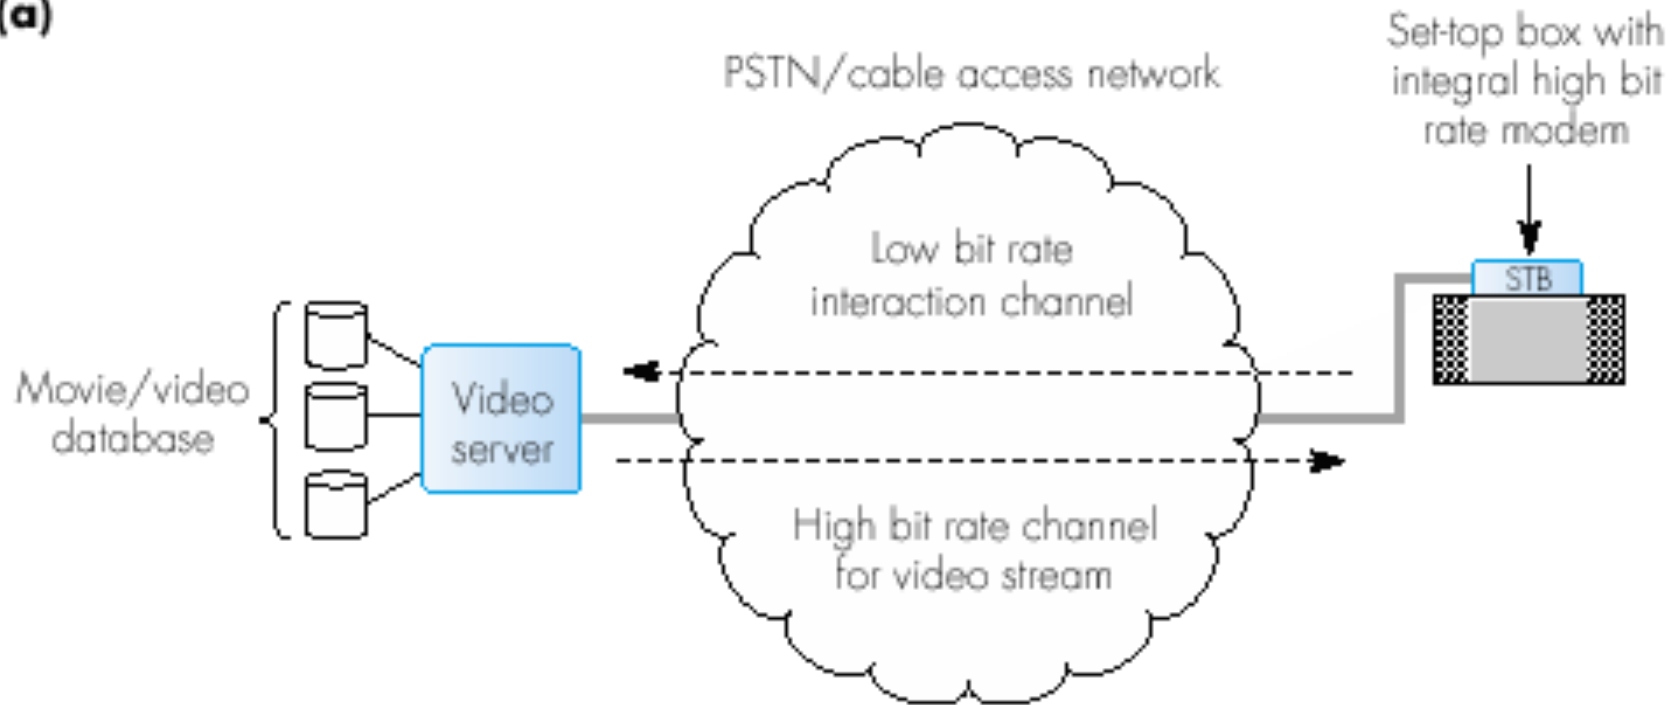 (a)
PSTN/cable access network
Set-top box with
integral high bit
rate modem
Low bit rate
interaction channel
STB
Movie/video
database
Video
server
High bit rate channel
for video stream